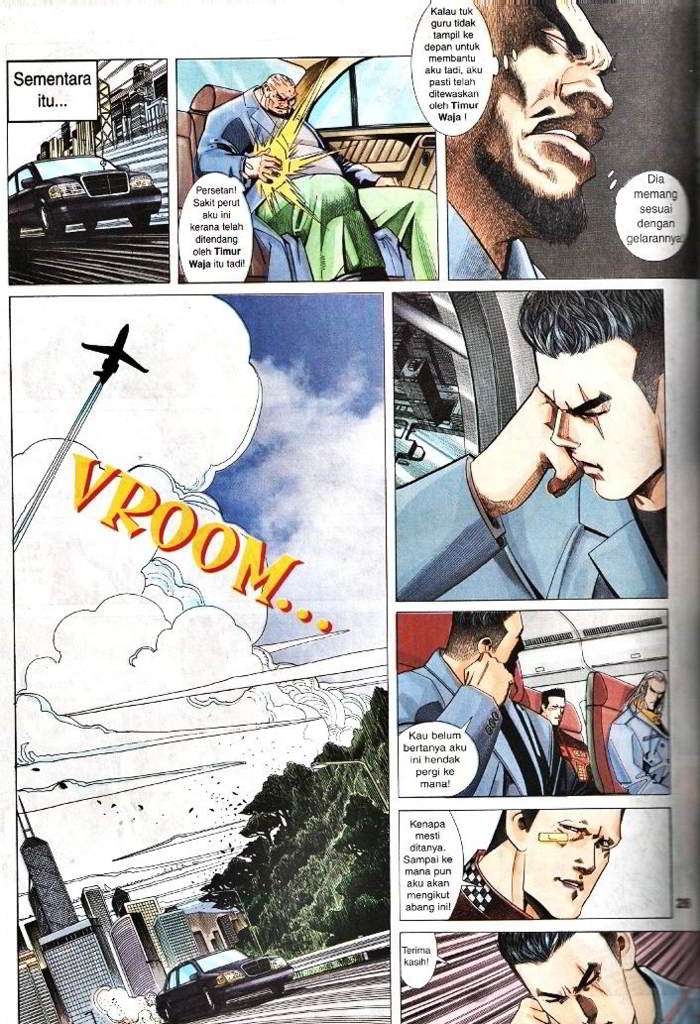 Sementara
itu...
Persetan!
Sakit perut
aku ini
kerana telah
ditendang
oleh Timur
Waja itu tadi!
Kalau tuk
guru tidak
tampil ke
depan untuk
membantu
aku tadi, aku
pasti telah
ditewaskan
oleh Timur
Waja !
Dia
memang
sesuai
dengan
gelarannya!
VROOM...
Kau belum
bertanya aku
ini hendak
pergi ke
mana!
Kenapa
mesti
ditanya.
Sampai ke
mana pun
aku akan
mengikut
abang ini!
Terima
kasih!